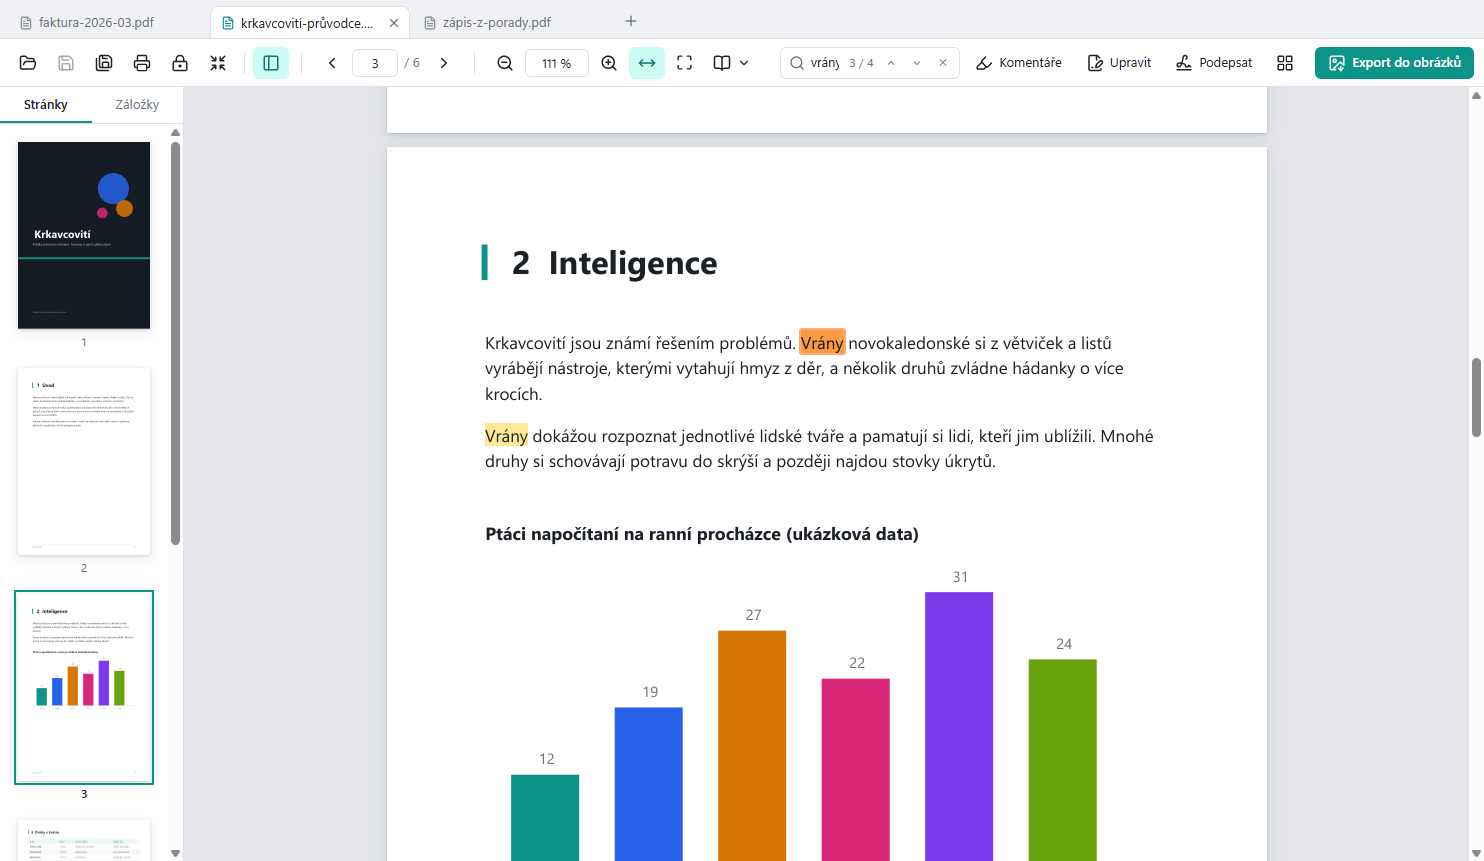 faktura-2026-03.pdf
krkavcovití-průvodce....
zápis-z-porady.pdf
3 / 6
111 %
vrány 3 / 4
Komentáře
Upravit
Podepsat
Export do obrázků
Stránky
Záložky
Krkavcovití
1
1 Úvod
2
2 Inteligence
3
2 Inteligence
Krkavcovití jsou známí řešením problémů. Vrány novokaledonské si z větviček a listů
vyrábějí nástroje, kterými vytahují hmyz z děr, a několik druhů zvládne hádanky o více
krocích.
Vrány dokážou rozpoznat jednotlivé lidské tváře a pamatují si lidi, kteří jim ublížili. Mnohé
druhy si schovávají potravu do skrýší a později najdou stovky úkrytů.
Ptáci napočítaní na ranní procházce (ukázková data)
12
19
27
22
31
24